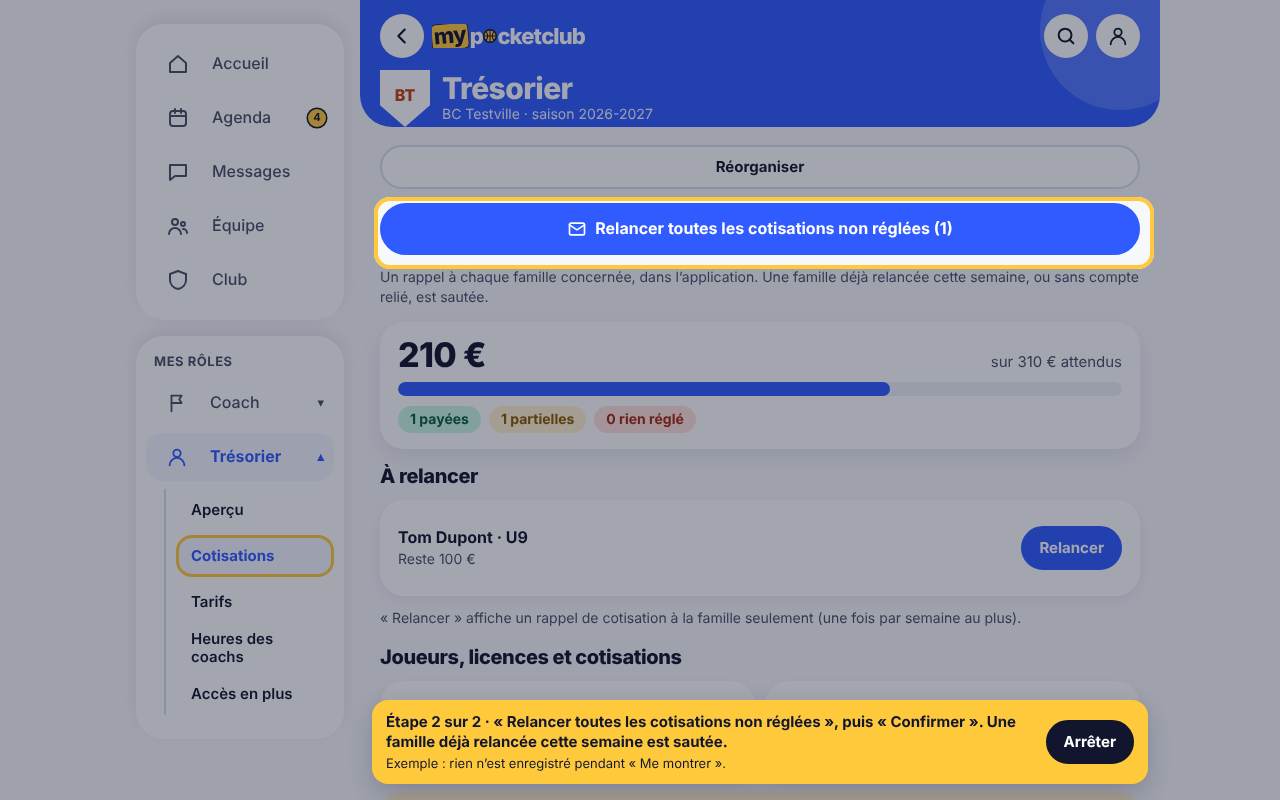 Accueil
Agenda
4
Messages
Équipe
Club
MES RÔLES
Coach
Trésorier
Aperçu
Cotisations
Tarifs
Heures des
coachs
Accès en plus
mypocketclub
BT
Trésorier
BC Testville · saison 2026-2027
Réorganiser
Relancer toutes les cotisations non réglées (1)
Un rappel à chaque famille concernée, dans l’application. Une famille déjà relancée cette semaine, ou sans compte
relié, est sautée.
210 €
sur 310 € attendus
1 payées
1 partielles
0 rien réglé
À relancer
Tom Dupont · U9
Reste 100 €
Relancer
« Relancer » affiche un rappel de cotisation à la famille seulement (une fois par semaine au plus).
Joueurs, licences et cotisations
Étape 2 sur 2 · « Relancer toutes les cotisations non réglées », puis « Confirmer ». Une
famille déjà relancée cette semaine est sautée.
Exemple : rien n’est enregistré pendant « Me montrer ».
Arrêter